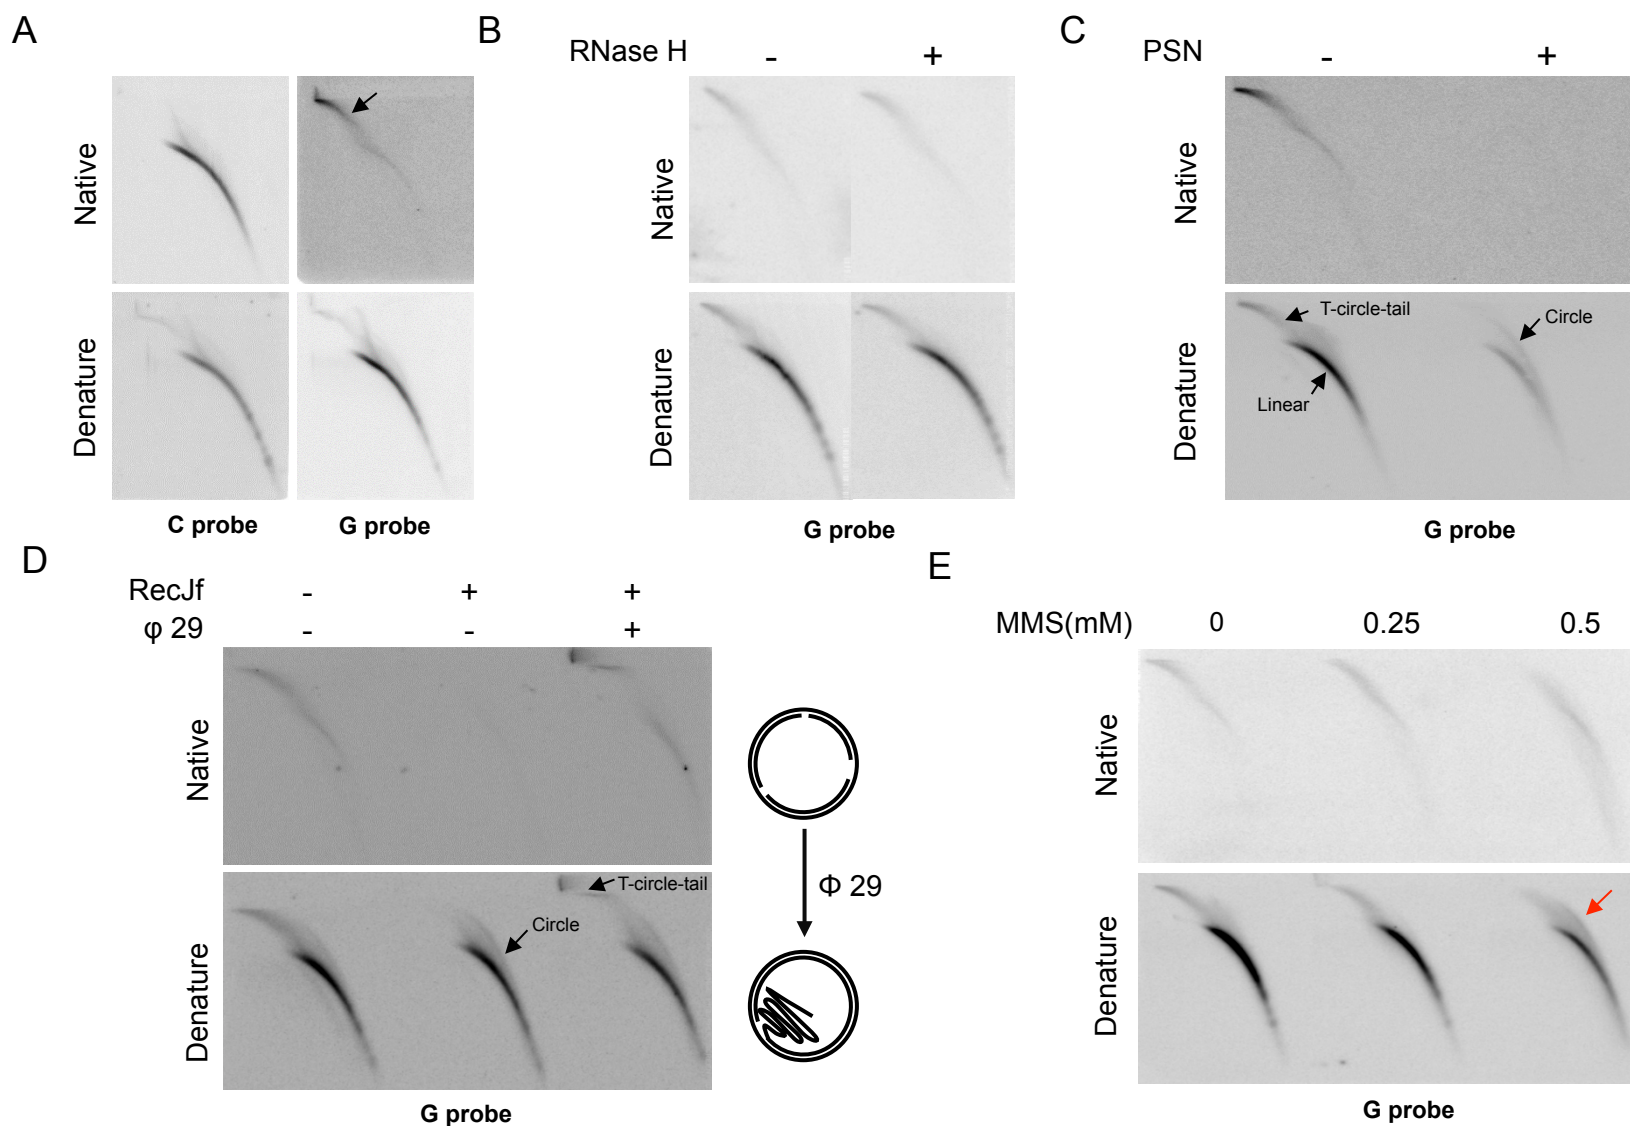 A
B
C
RNase H - +
PSN - +
Native
Native
Native
Denature
Denature
Denature
T-circle-tail
Circle
Linear
C probe
G probe
G probe
G probe
D
E
RecJf - + +
φ 29 - - +
MMS(mM) 0 0.25 0.5
Native
Native
Φ 29
Denature
Denature
T-circle-tail
Circle
G probe
G probe